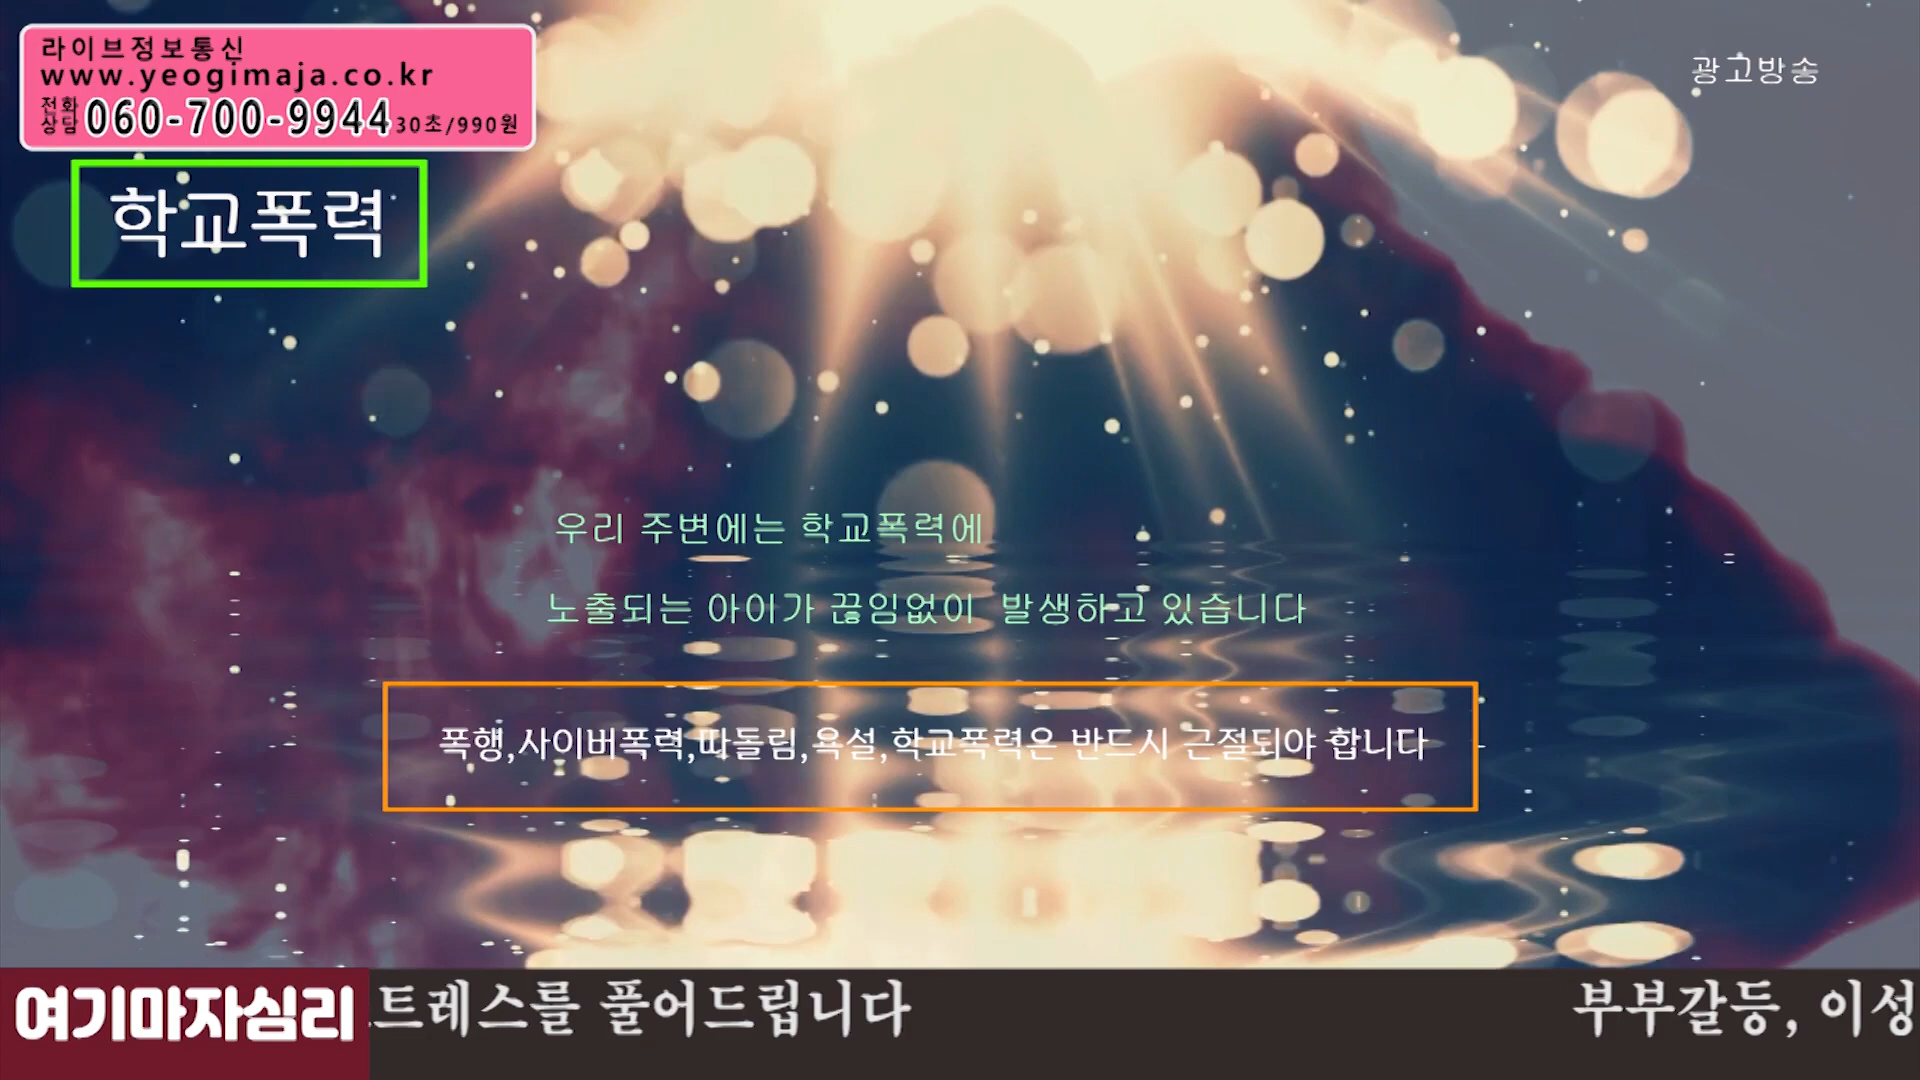 라이브정보통신
www.yeogimaja.co.kr
전화상담 060-700-9944 30초/990원
광고방송
학교폭력
우리 주변에는 학교폭력에
노출되는 아이가 끊임없이 발생하고 있습니다
폭행,사이버폭력,따돌림,욕설,학교폭력은 반드시 근절되야 합니다
여기마자심리
트레스를 풀어드립니다 부부갈등, 이성